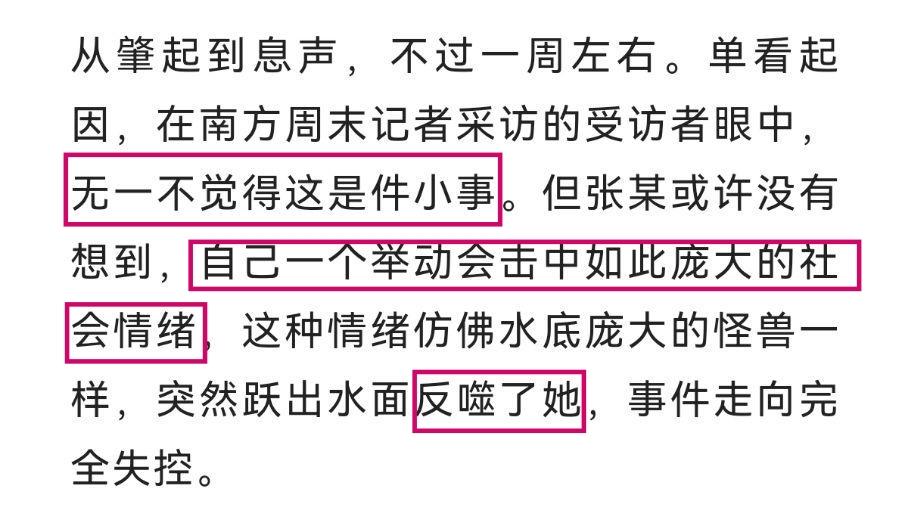 从肇起到息声，不过一周左右。单看起
因，在南方周末记者采访的受访者眼中，
无一不觉得这是件小事。但张某或许没有
想到，自己一个举动会击中如此庞大的社
会情绪，这种情绪仿佛水底庞大的怪兽一
样，突然跃出水面反噬了她，事件走向完
全失控。